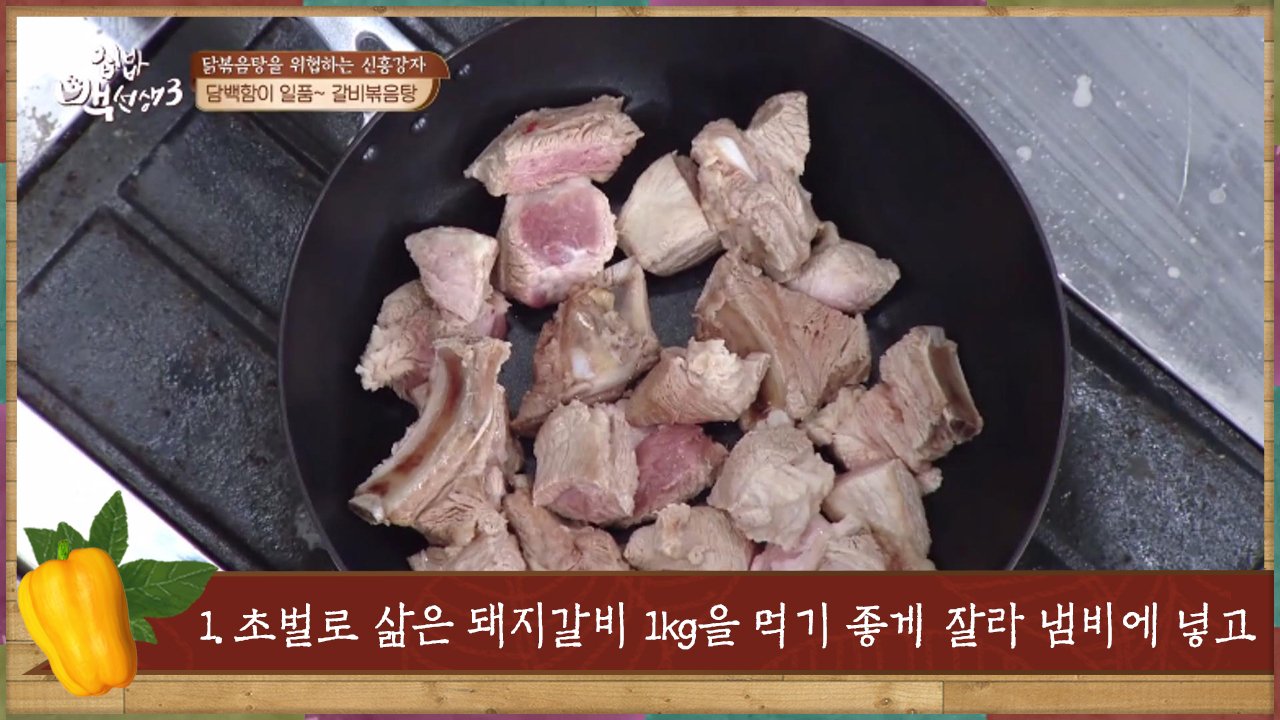 집밥
백선생3
닭볶음탕을 위협하는 신흥강자
담백함이 일품~ 갈비볶음탕
1. 초벌로 삶은 돼지갈비 1kg을 먹기 좋게 잘라 냄비에 넣고